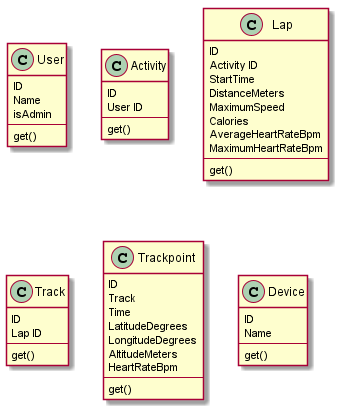 C User
ID
Name
isAdmin
get()
C Activity
ID
User ID
get()
C Lap
ID
Activity ID
StartTime
DistanceMeters
MaximumSpeed
Calories
AverageHeartRateBpm
MaximumHeartRateBpm
get()
C Track
ID
Lap ID
get()
C Trackpoint
ID
Track
Time
LatitudeDegrees
LongitudeDegrees
AltitudeMeters
HeartRateBpm
get()
C Device
ID
Name
get()